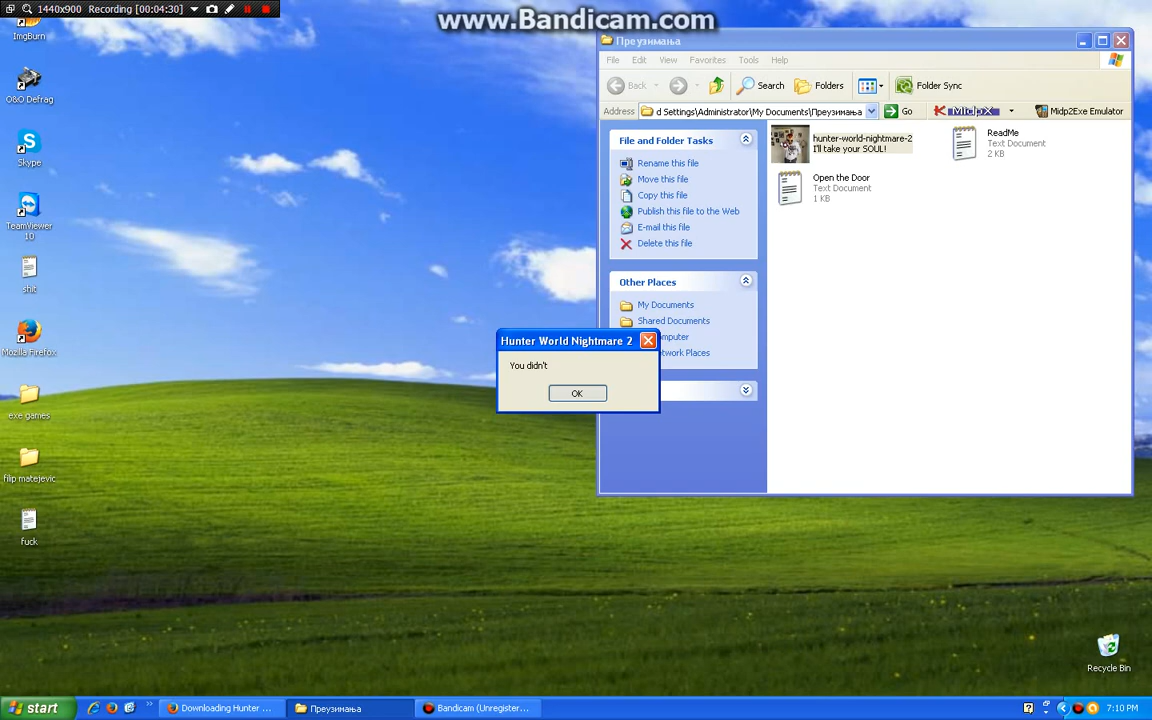 1440x900 Recording [00:04:30]
www.Bandicam.com
ImgBurn
O&O Defrag
Skype
TeamViewer
10
shit
Mozilla Firefox
exe games
filip matejevic
fuck
Преузимања
File Edit View Favorites Tools Help
Back Search Folders Folder Sync
Address d Settings\Administrator\My Documents\Преузимања Go MidpX Midp2Exe Emulator
File and Folder Tasks
Rename this file
Move this file
Copy this file
Publish this file to the Web
E-mail this file
Delete this file
Other Places
My Documents
Shared Documents
mputer
etwork Places
hunter-world-nightmare-2
I'll take your SOUL!
ReadMe
Text Document
2 KB
Open the Door
Text Document
1 KB
Hunter World Nightmare 2
You didn't
OK
Recycle Bin
start Downloading Hunter ... Преузимања Bandicam (Unregister... 7:10 PM